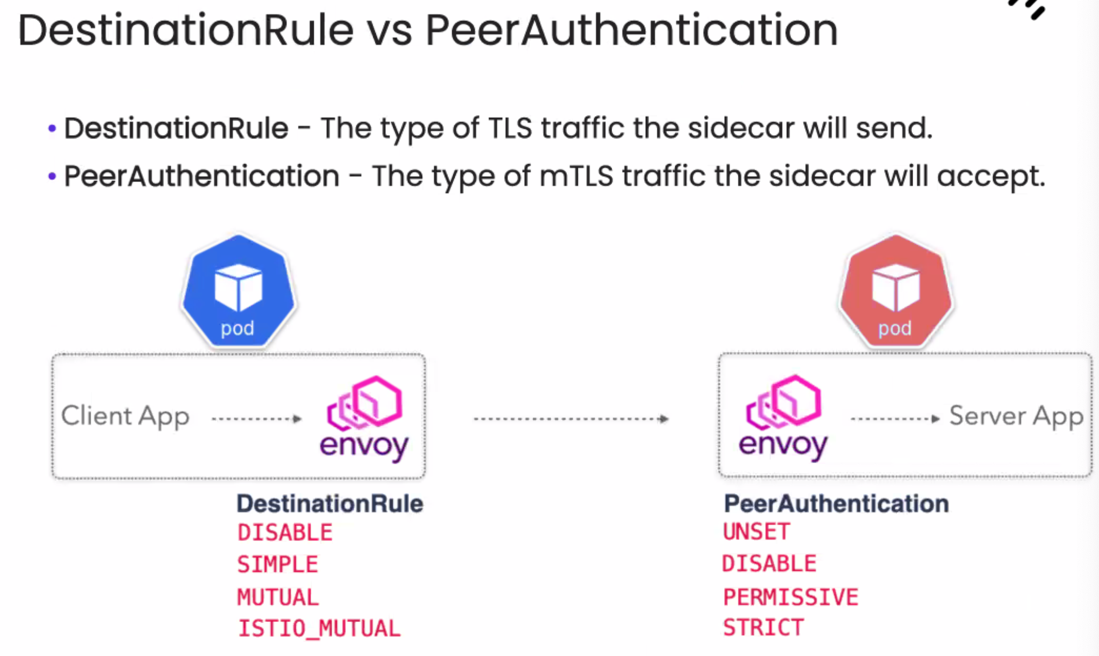 DestinationRule vs PeerAuthentication
• DestinationRule - The type of TLS traffic the sidecar will send.
• PeerAuthentication - The type of mTLS traffic the sidecar will accept.
pod
pod
Client App
envoy
envoy
Server App
DestinationRule
DISABLE
SIMPLE
MUTUAL
ISTIO_MUTUAL
PeerAuthentication
UNSET
DISABLE
PERMISSIVE
STRICT